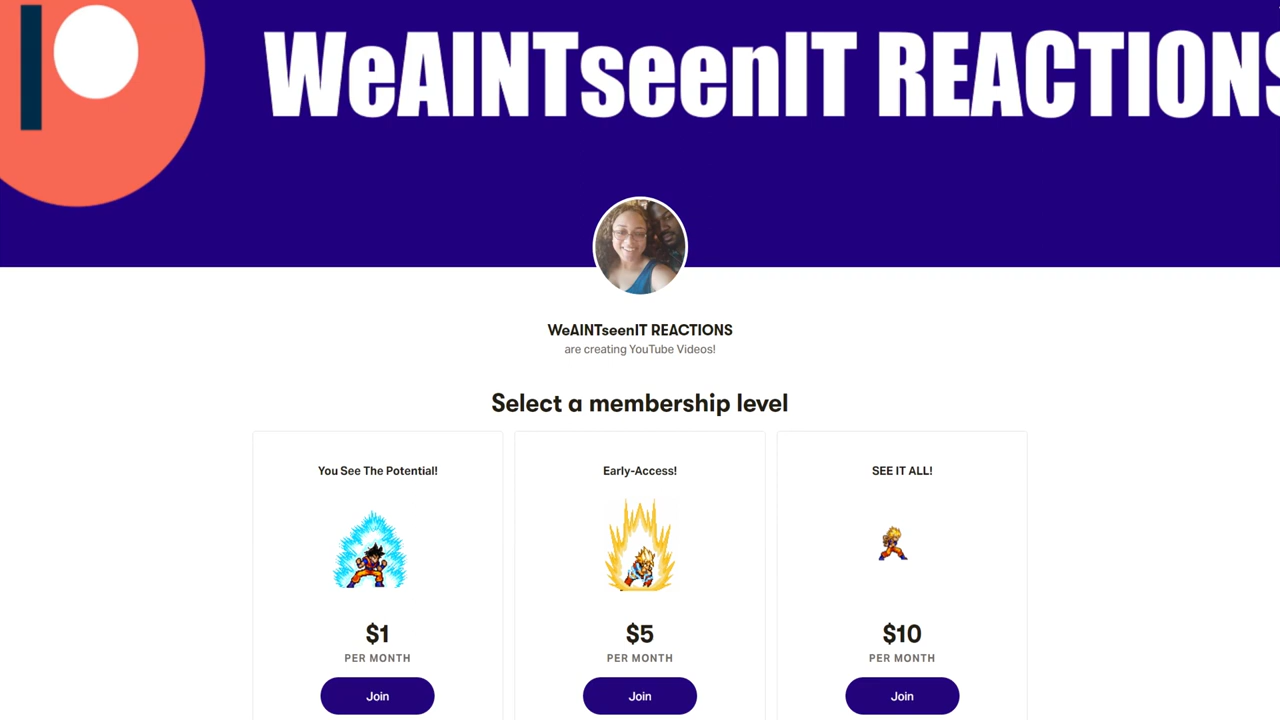 WeAINTseenIT REACTIONS
WeAINTseenIT REACTIONS
are creating YouTube Videos!
Select a membership level
You See The Potential!
Early-Access!
SEE IT ALL!
$1
$5
$10
PER MONTH
PER MONTH
PER MONTH
Join
Join
Join